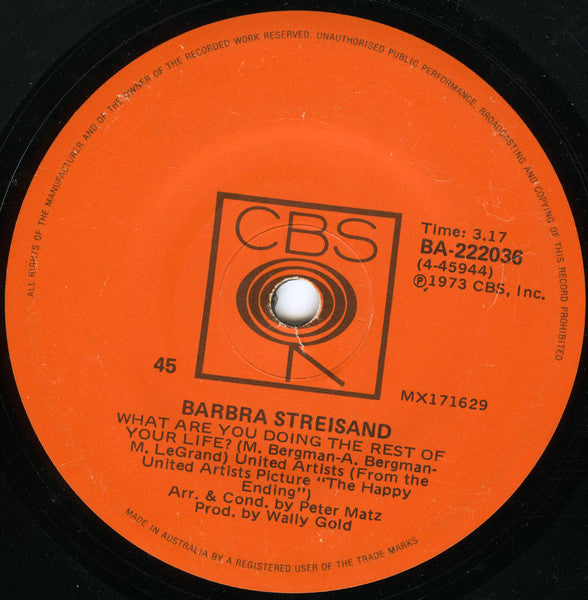 ALL RIGHTS OF THE MANUFACTURER AND OF THE OWNER OF THE RECORDED WORK RESERVED. UNAUTHORISED PUBLIC PERFORMANCE, BROADCASTING AND COPYING OF THIS RECORD PROHIBITED
CBS
Time: 3.17
BA-222036
(4-45944)
Ⓟ1973 CBS, Inc.
45
MX171629
BARBRA STREISAND
WHAT ARE YOU DOING THE REST OF
YOUR LIFE? (M. Bergman-A. Bergman-
M. LeGrand) United Artists (From the
United Artists Picture "The Happy
Ending")
Arr. & Cond. by Peter Matz
Prod. by Wally Gold
MADE IN AUSTRALIA BY A REGISTERED USER OF THE TRADE MARKS